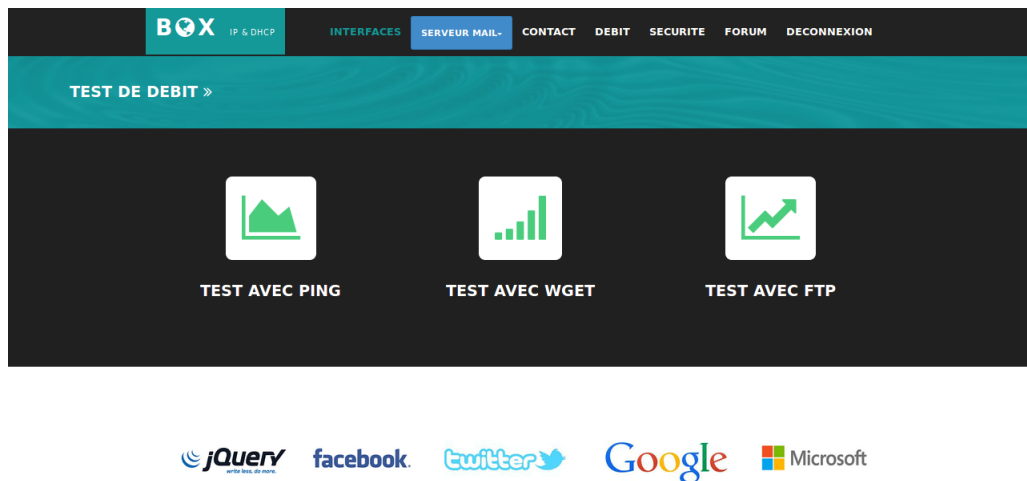 BOX IP & DHCP INTERFACES SERVEUR MAIL CONTACT DEBIT SECURITE FORUM DECONNEXION
TEST DE DEBIT »
TEST AVEC PING TEST AVEC WGET TEST AVEC FTP
jQuery facebook. twitter Google Microsoft
write less, do more.